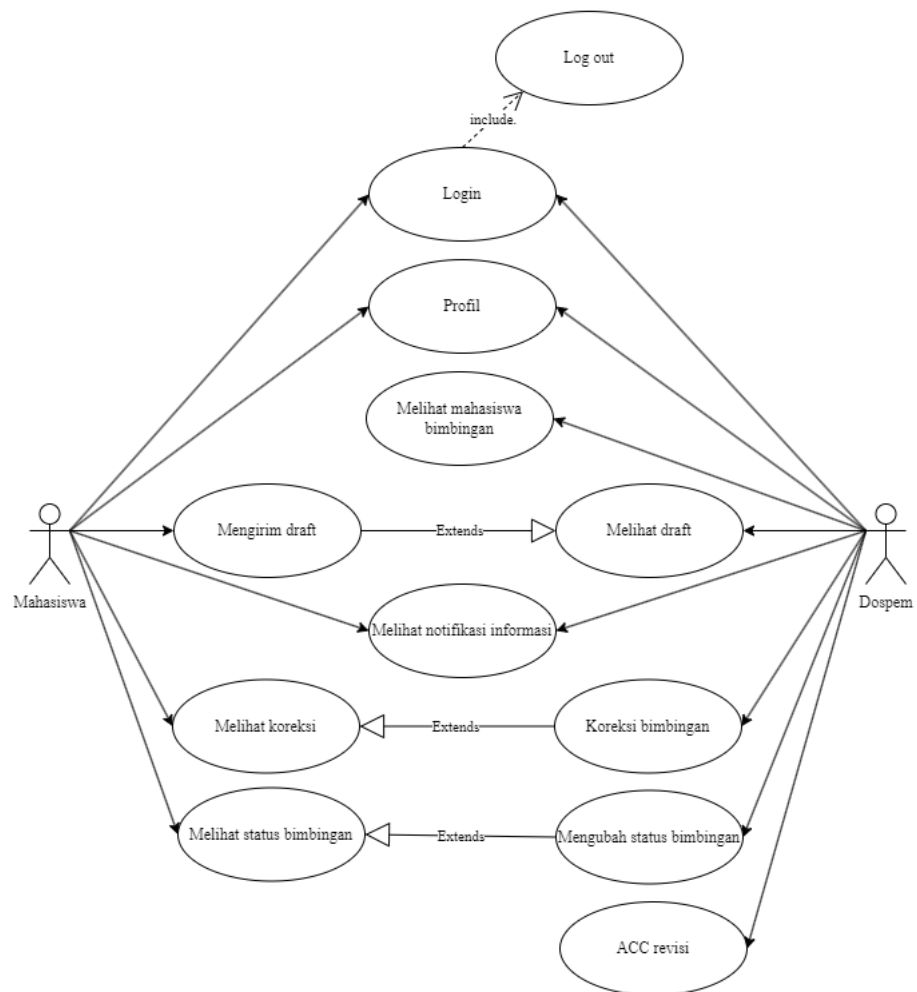 Log out
include.
Login
Profil
Melihat mahasiswa
bimbingan
Mengirim draft
Extends
Melihat draft
Mahasiswa
Dospem
Melihat notifikasi informasi
Melihat koreksi
Extends
Koreksi bimbingan
Melihat status bimbingan
Extends
Mengubah status bimbingan
ACC revisi